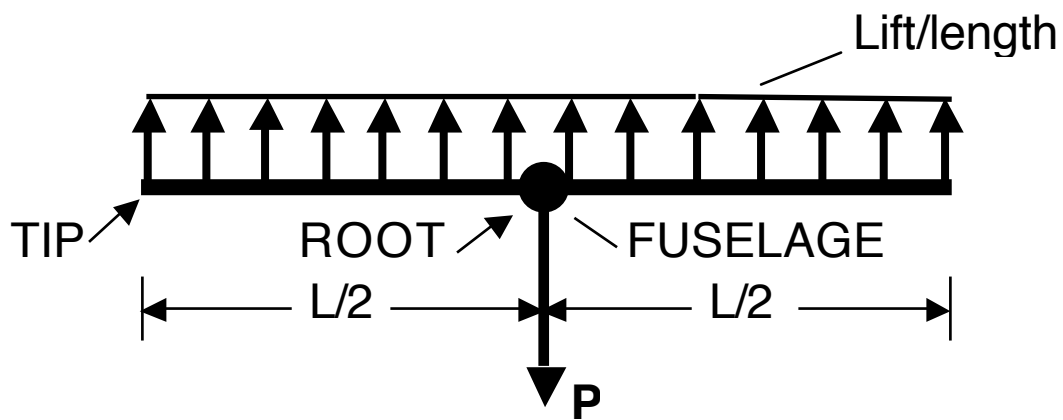 Lift/length
TIP
ROOT
FUSELAGE
L/2
L/2
P